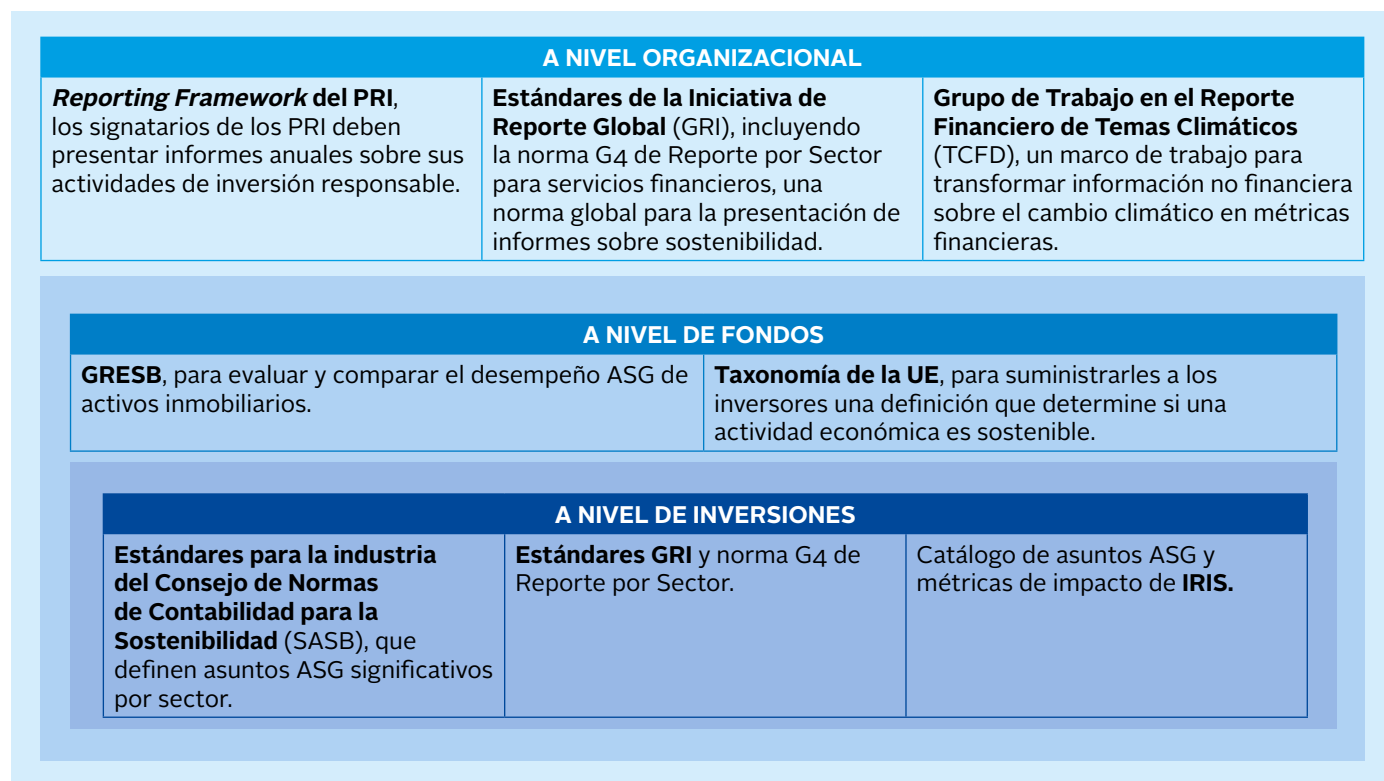 A NIVEL ORGANIZACIONAL
Reporting Framework del PRI,
los signatarios de los PRI deben
presentar informes anuales sobre sus
actividades de inversión responsable.
Estándares de la Iniciativa de
Reporte Global (GRI), incluyendo
la norma G4 de Reporte por Sector
para servicios financieros, una
norma global para la presentación de
informes sobre sostenibilidad.
Grupo de Trabajo en el Reporte
Financiero de Temas Climáticos
(TCFD), un marco de trabajo para
transformar información no financiera
sobre el cambio climático en métricas
financieras.
A NIVEL DE FONDOS
GRESB, para evaluar y comparar el desempeño ASG de
activos inmobiliarios.
Taxonomía de la UE, para suministrarles a los
inversores una definición que determine si una
actividad económica es sostenible.
A NIVEL DE INVERSIONES
Estándares para la industria
del Consejo de Normas
de Contabilidad para la
Sostenibilidad (SASB), que
definen asuntos ASG significativos
por sector.
Estándares GRI y norma G4 de
Reporte por Sector.
Catálogo de asuntos ASG y
métricas de impacto de IRIS.